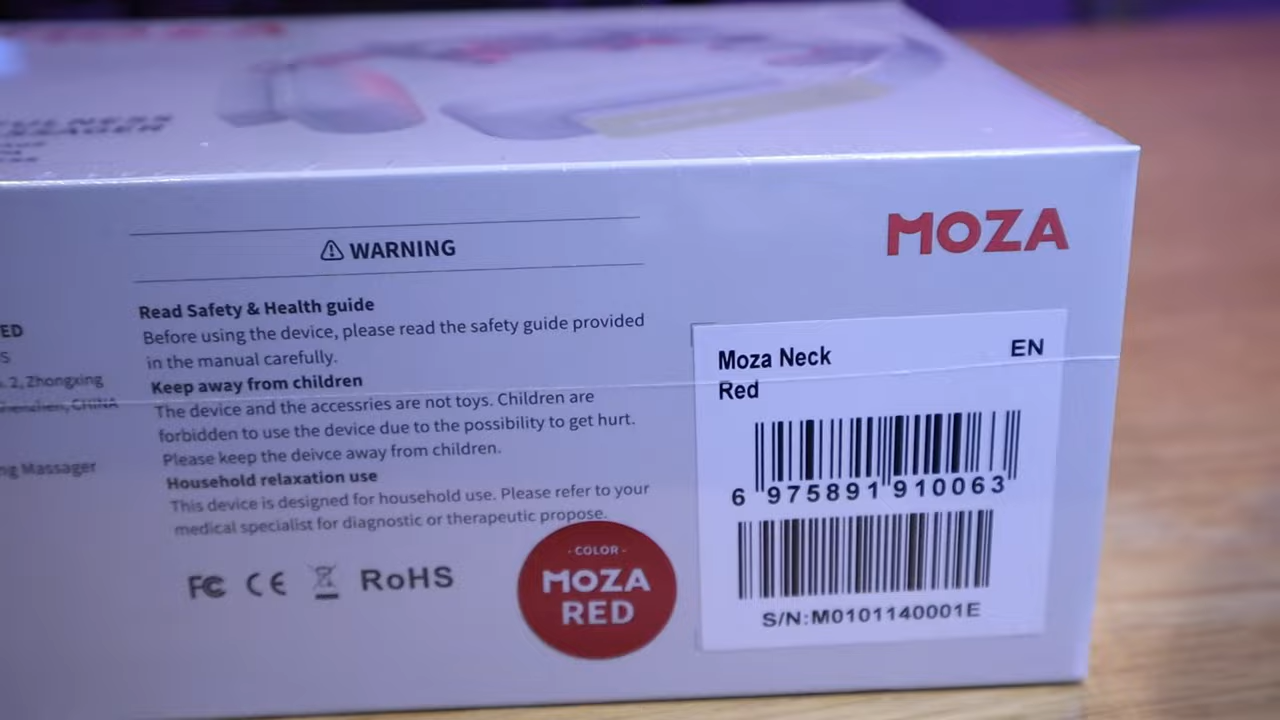 MOZA
MASSAGER
WARNING
MOZA
Read Safety & Health guide
Before using the device, please read the safety guide provided
in the manual carefully.
Keep away from children
The device and the accessries are not toys. Children are
forbidden to use the device due to the possibility to get hurt.
Please keep the deivce away from children.
Household relaxation use
This device is designed for household use. Please refer to your
medical specialist for diagnostic or therapeutic propose.
ED
S
2, Zhongxing
Shenzhen, CHINA
ng Massager
FC CE RoHS
- COLOR -
MOZA
RED
Moza Neck EN
Red
6 975891 910063
S/N:M0101140001E